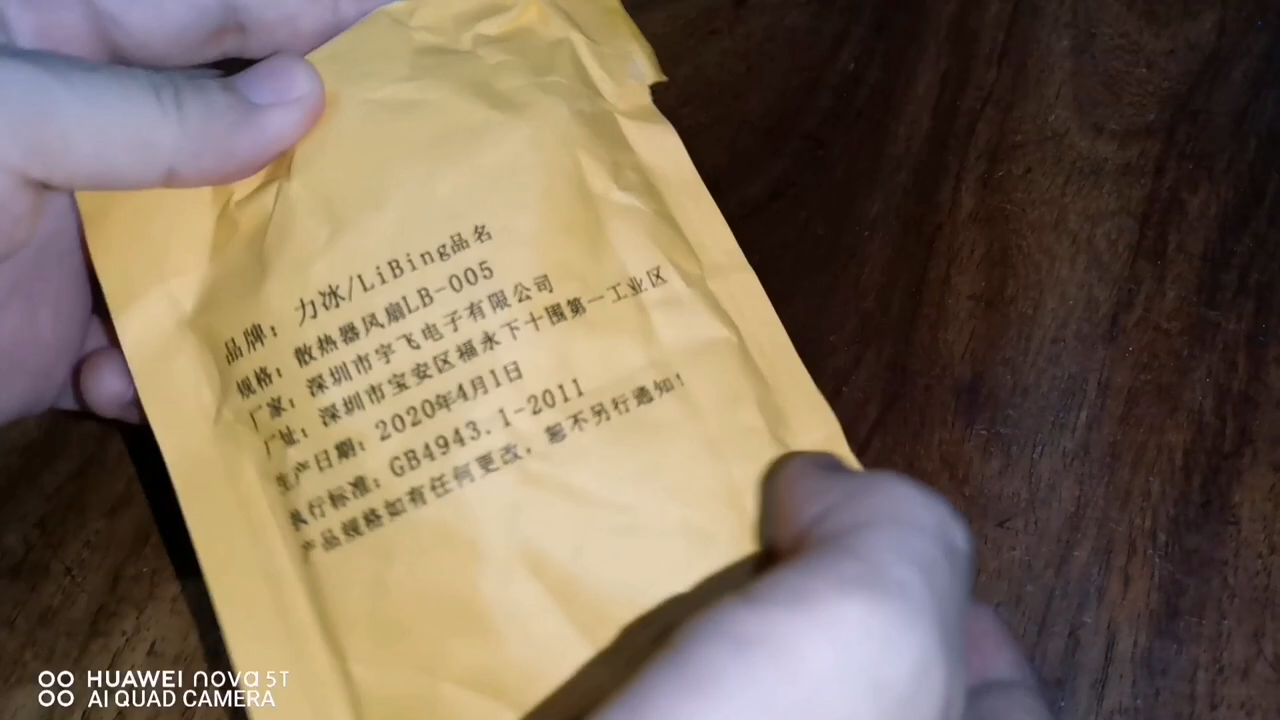 品牌：力冰/LiBing品名
规格：散热器风扇LB-005
厂家：深圳市宇飞电子有限公司
厂址：深圳市宝安区福永下十围第一工业区
生产日期：2020年4月1日
执行标准：GB4943.1-2011
产品规格如有任何更改，恕不另行通知！
HUAWEI nova 5T
AI QUAD CAMERA